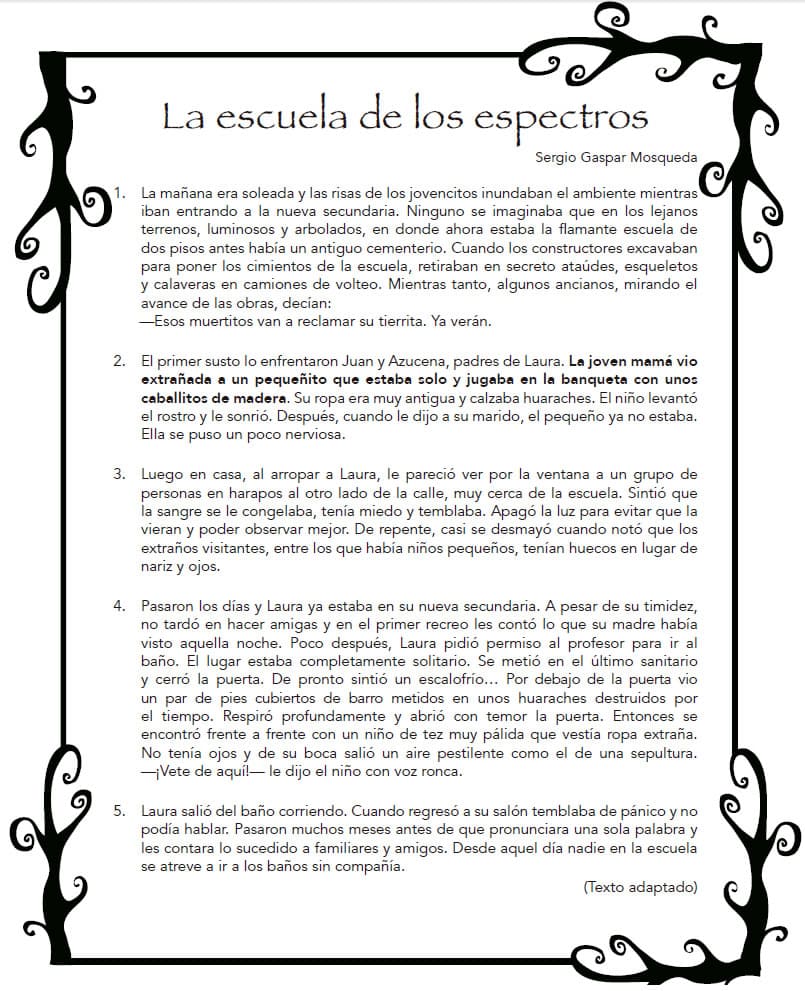 La escuela de los espectros
Sergio Gaspar Mosqueda
1. La mañana era soleada y las risas de los jovencitos inundaban el ambiente mientras
iban entrando a la nueva secundaria. Ninguno se imaginaba que en los lejanos
terrenos, luminosos y arbolados, en donde ahora estaba la flamante escuela de
dos pisos antes había un antiguo cementerio. Cuando los constructores excavaban
para poner los cimientos de la escuela, retiraban en secreto ataúdes, esqueletos
y calaveras en camiones de volteo. Mientras tanto, algunos ancianos, mirando el
avance de las obras, decían:
—Esos muertitos van a reclamar su tierrita. Ya verán.
2. El primer susto lo enfrentaron Juan y Azucena, padres de Laura. La joven mamá vio
extrañada a un pequeñito que estaba solo y jugaba en la banqueta con unos
caballitos de madera. Su ropa era muy antigua y calzaba huaraches. El niño levantó
el rostro y le sonrió. Después, cuando le dijo a su marido, el pequeño ya no estaba.
Ella se puso un poco nerviosa.
3. Luego en casa, al arropar a Laura, le pareció ver por la ventana a un grupo de
personas en harapos al otro lado de la calle, muy cerca de la escuela. Sintió que
la sangre se le congelaba, tenía miedo y temblaba. Apagó la luz para evitar que la
vieran y poder observar mejor. De repente, casi se desmayó cuando notó que los
extraños visitantes, entre los que había niños pequeños, tenían huecos en lugar de
nariz y ojos.
4. Pasaron los días y Laura ya estaba en su nueva secundaria. A pesar de su timidez,
no tardó en hacer amigas y en el primer recreo les contó lo que su madre había
visto aquella noche. Poco después, Laura pidió permiso al profesor para ir al
baño. El lugar estaba completamente solitario. Se metió en el último sanitario
y cerró la puerta. De pronto sintió un escalofrío... Por debajo de la puerta vio
un par de pies cubiertos de barro metidos en unos huaraches destruidos por
el tiempo. Respiró profundamente y abrió con temor la puerta. Entonces se
encontró frente a frente con un niño de tez muy pálida que vestía ropa extraña.
No tenía ojos y de su boca salió un aire pestilente como el de una sepultura.
—¡Vete de aquí!— le dijo el niño con voz ronca.
5. Laura salió del baño corriendo. Cuando regresó a su salón temblaba de pánico y no
podía hablar. Pasaron muchos meses antes de que pronunciara una sola palabra y
les contara lo sucedido a familiares y amigos. Desde aquel día nadie en la escuela
se atreve a ir a los baños sin compañía.
(Texto adaptado)